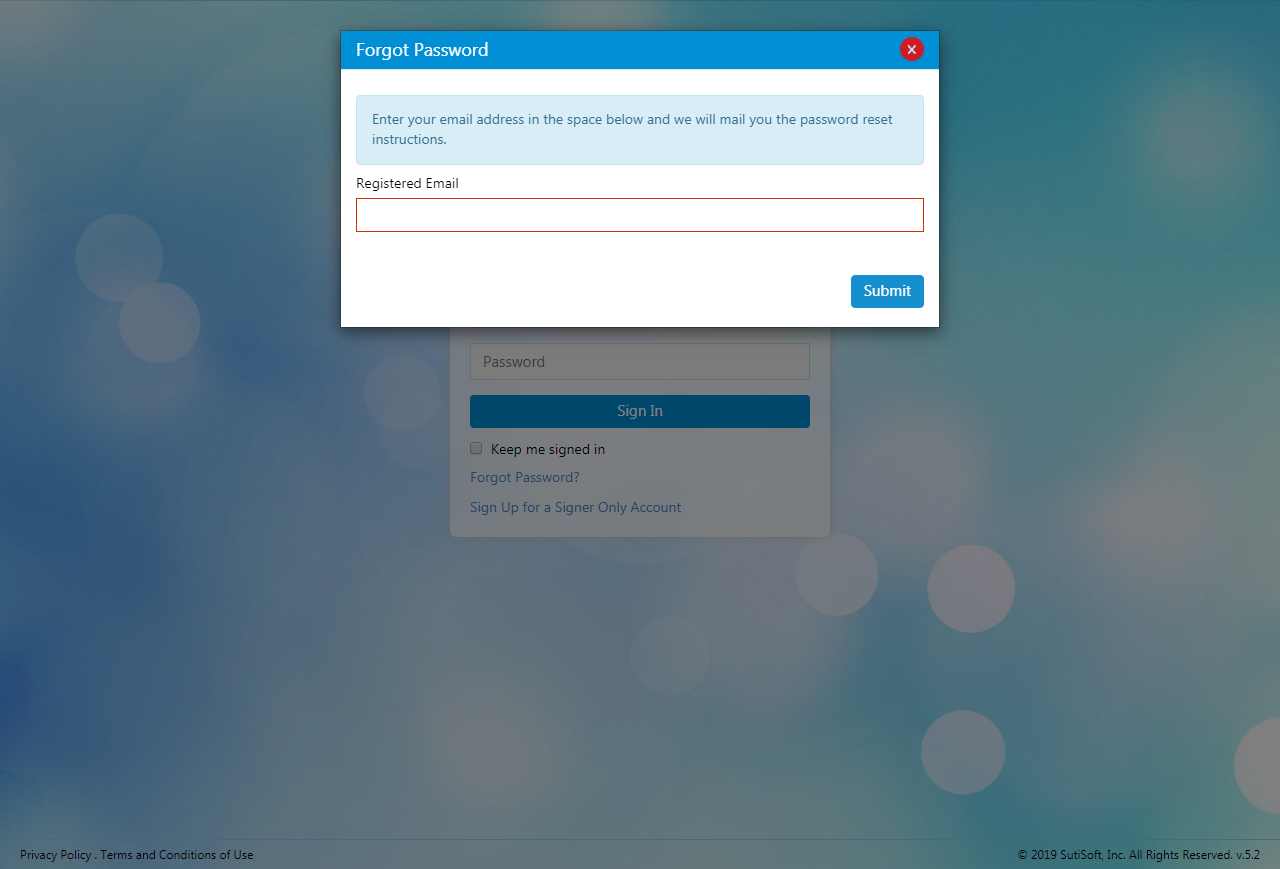 Forgot Password
Enter your email address in the space below and we will mail you the password reset
instructions.
Registered Email
Submit
Password
Sign In
Keep me signed in
Forgot Password?
Sign Up for a Signer Only Account
Privacy Policy . Terms and Conditions of Use
© 2019 SutiSoft, Inc. All Rights Reserved. v.5.2